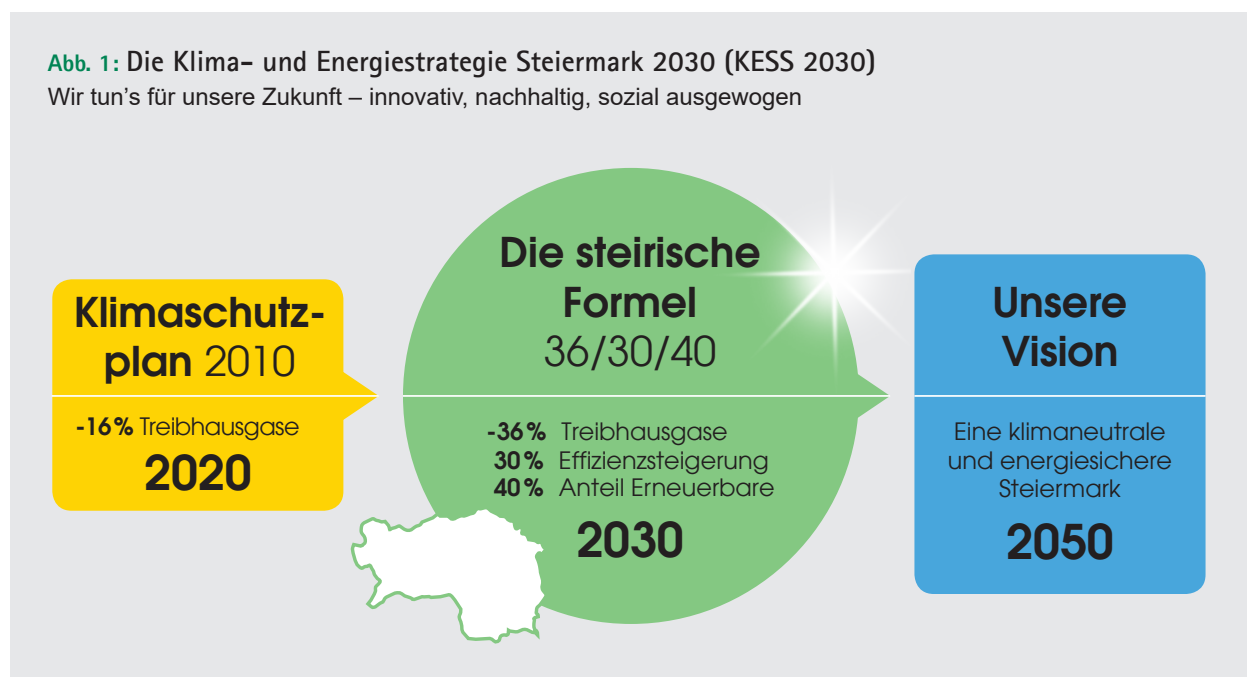 Abb. 1: Die Klima- und Energiestrategie Steiermark 2030 (KESS 2030)
Wir tun's für unsere Zukunft – innovativ, nachhaltig, sozial ausgewogen
Klimaschutz-
plan 2010
-16% Treibhausgase
2020
Die steirische
Formel
36/30/40
-36% Treibhausgase
30% Effizienzsteigerung
40% Anteil Erneuerbare
2030
Unsere
Vision
Eine klimaneutrale
und energiesichere
Steiermark
2050